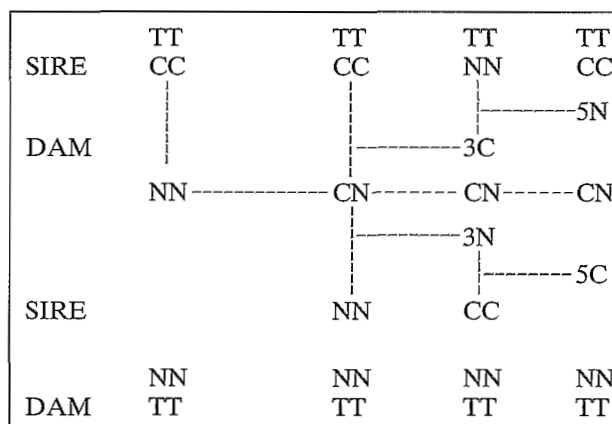 TT TT TT TT
SIRE CC CC NN CC
5N
DAM 3C
NN CN CN CN
3N
5C
SIRE NN CC
NN NN NN NN
DAM TT TT TT TT